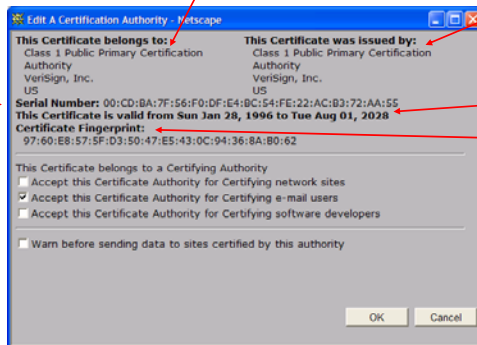 Edit A Certification Authority - Netscape
This Certificate belongs to: This Certificate was issued by:
Class 1 Public Primary Certification Class 1 Public Primary Certification
Authority Authority
VeriSign, Inc. VeriSign, Inc.
US US
Serial Number: 00:CD:BA:7F:56:F0:DF:E4:BC:54:FE:22:AC:B3:72:AA:55
This Certificate is valid from Sun Jan 28, 1996 to Tue Aug 01, 2028
Certificate Fingerprint:
97:60:E8:57:5F:D3:50:47:E5:43:0C:94:36:8A:B0:62
This Certificate belongs to a Certifying Authority
Accept this Certificate Authority for Certifying network sites
Accept this Certificate Authority for Certifying e-mail users
Accept this Certificate Authority for Certifying software developers
Warn before sending data to sites certified by this authority
OK Cancel